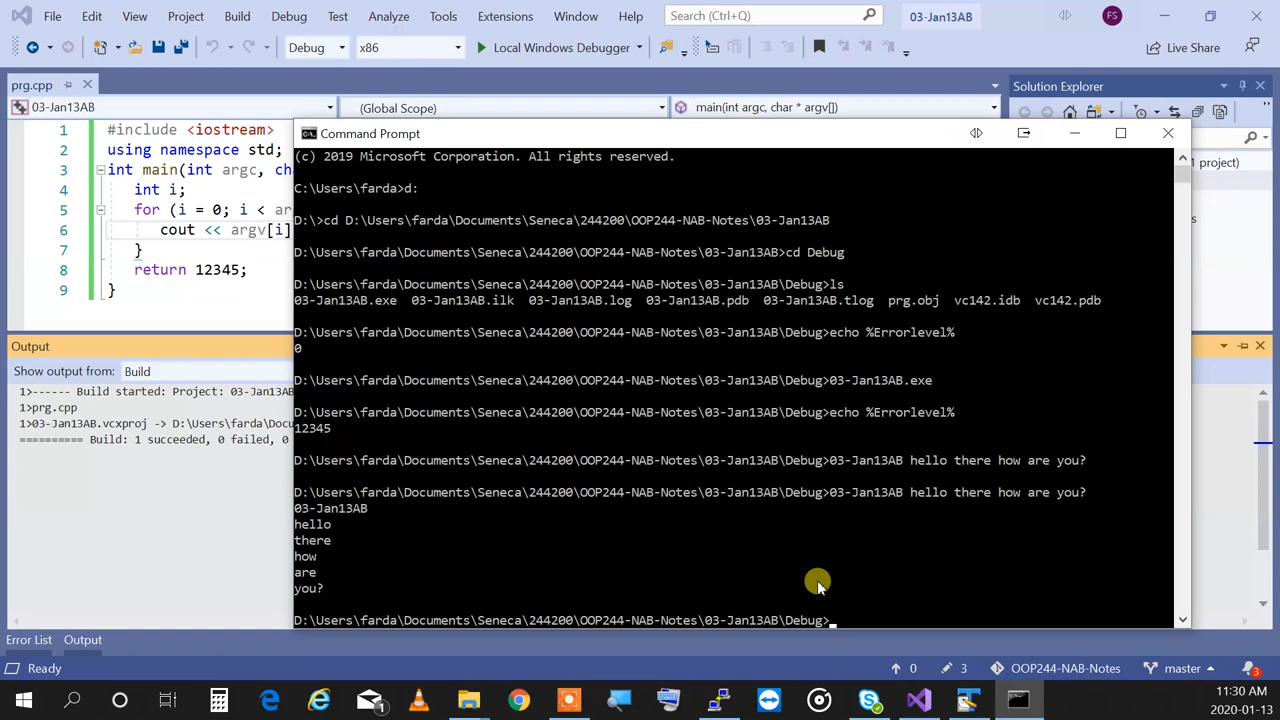 File Edit View Project Build Debug Test Analyze Tools Extensions Window Help Search (Ctrl+Q) 03-Jan13AB FS
Debug x86 Local Windows Debugger Live Share
prg.cpp Solution Explorer
03-Jan13AB (Global Scope) main(int argc, char * argv[])
1 #include <iostream>
2 using namespace std;
3 int main(int argc, cha
4 int i;
5 for (i = 0; i < ar
6 cout << argv[i]
7 }
8 return 12345;
9 }
1 project)
s
Command Prompt
(c) 2019 Microsoft Corporation. All rights reserved.
C:\Users\farda>d:
D:\>cd D:\Users\farda\Documents\Seneca\244200\OOP244-NAB-Notes\03-Jan13AB
D:\Users\farda\Documents\Seneca\244200\OOP244-NAB-Notes\03-Jan13AB>cd Debug
D:\Users\farda\Documents\Seneca\244200\OOP244-NAB-Notes\03-Jan13AB\Debug>ls
03-Jan13AB.exe 03-Jan13AB.ilk 03-Jan13AB.log 03-Jan13AB.pdb 03-Jan13AB.tlog prg.obj vc142.idb vc142.pdb
D:\Users\farda\Documents\Seneca\244200\OOP244-NAB-Notes\03-Jan13AB\Debug>echo %Errorlevel%
0
D:\Users\farda\Documents\Seneca\244200\OOP244-NAB-Notes\03-Jan13AB\Debug>03-Jan13AB.exe
D:\Users\farda\Documents\Seneca\244200\OOP244-NAB-Notes\03-Jan13AB\Debug>echo %Errorlevel%
12345
D:\Users\farda\Documents\Seneca\244200\OOP244-NAB-Notes\03-Jan13AB\Debug>03-Jan13AB hello there how are you?
D:\Users\farda\Documents\Seneca\244200\OOP244-NAB-Notes\03-Jan13AB\Debug>03-Jan13AB hello there how are you?
03-Jan13AB
hello
there
how
are
you?
D:\Users\farda\Documents\Seneca\244200\OOP244-NAB-Notes\03-Jan13AB\Debug>
Output
Show output from: Build
1>------ Build started: Project: 03-Jan13AB
1>prg.cpp
1>03-Jan13AB.vcxproj -> D:\Users\farda\Docu
========== Build: 1 succeeded, 0 failed, 0
Error List Output
Ready 0 3 OOP244-NAB-Notes master 3
1
11:30 AM
2020-01-13